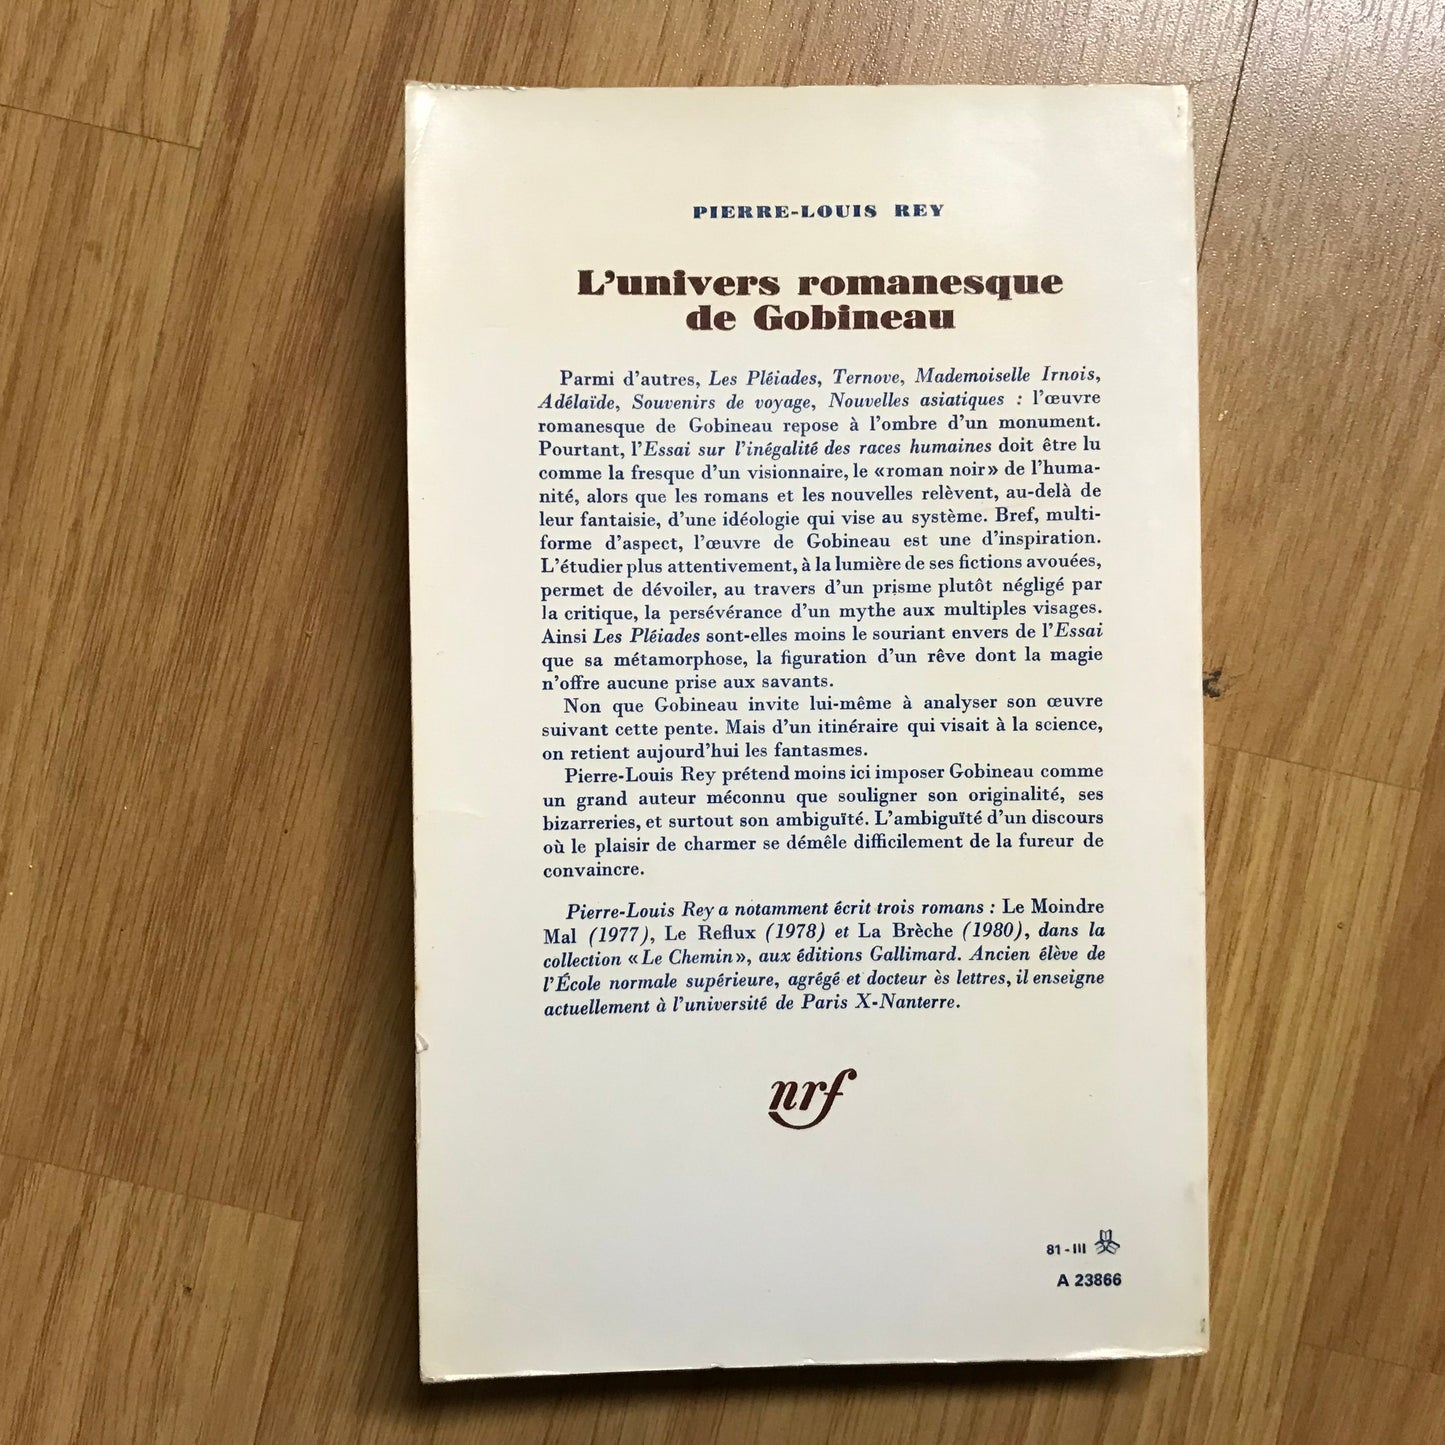 PIERRE-LOUIS REY
L'univers romanesque
de Gobineau
Parmi d'autres, Les Pléiades, Ternove, Mademoiselle Irnois,
Adélaïde, Souvenirs de voyage, Nouvelles asiatiques : l'œuvre
romanesque de Gobineau repose à l'ombre d'un monument.
Pourtant, l'Essai sur l'inégalité des races humaines doit être lu
comme la fresque d'un visionnaire, le «roman noir» de l'huma-
nité, alors que les romans et les nouvelles relèvent, au-delà de
leur fantaisie, d'une idéologie qui vise au système. Bref, multi-
forme d'aspect, l'œuvre de Gobineau est une d'inspiration.
L'étudier plus attentivement, à la lumière de ses fictions avouées,
permet de dévoiler, au travers d'un prisme plutôt négligé par
la critique, la persévérance d'un mythe aux multiples visages.
Ainsi Les Pléiades sont-elles moins le souriant envers de l'Essai
que sa métamorphose, la figuration d'un rêve dont la magie
n'offre aucune prise aux savants.
Non que Gobineau invite lui-même à analyser son œuvre
suivant cette pente. Mais d'un itinéraire qui visait à la science,
on retient aujourd'hui les fantasmes.
Pierre-Louis Rey prétend moins ici imposer Gobineau comme
un grand auteur méconnu que souligner son originalité, ses
bizarreries, et surtout son ambiguïté. L'ambiguïté d'un discours
où le plaisir de charmer se démêle difficilement de la fureur de
convaincre.
Pierre-Louis Rey a notamment écrit trois romans : Le Moindre
Mal (1977), Le Reflux (1978) et La Brèche (1980), dans la
collection «Le Chemin», aux éditions Gallimard. Ancien élève de
l'École normale supérieure, agrégé et docteur ès lettres, il enseigne
actuellement à l'université de Paris X-Nanterre.
nrf
81-III
A 23866